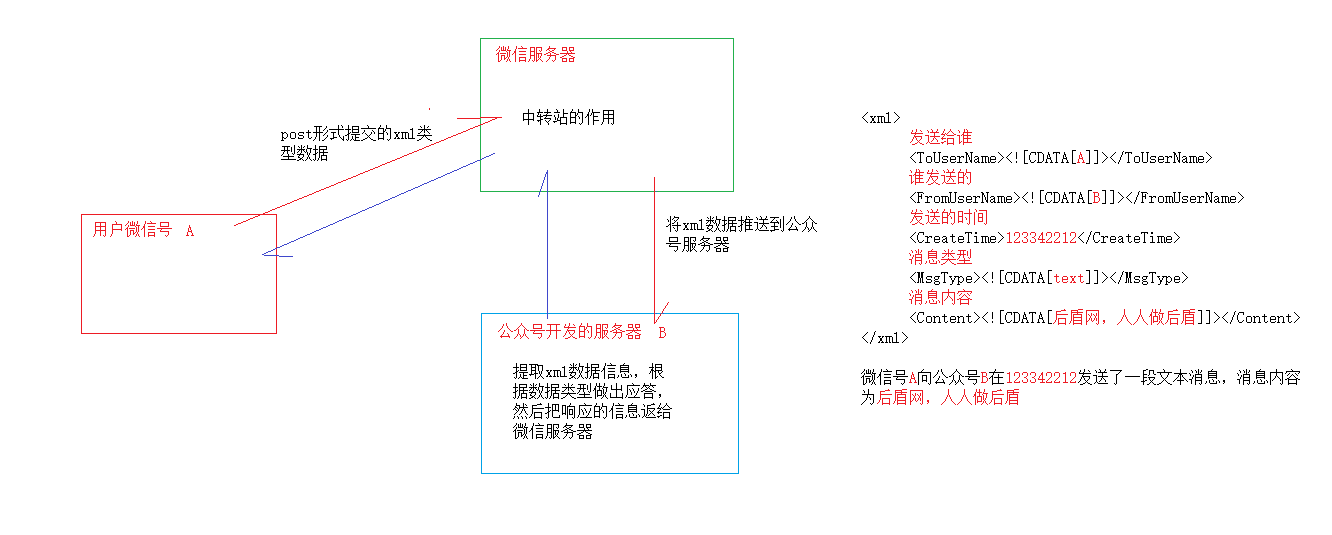 微信服务器
中转站的作用
post形式提交的xml类
型数据
用户微信号 A
将xml数据推送到公众
号服务器
公众号开发的服务器 B
提取xml数据信息，根
据数据类型做出应答，
然后把响应的信息返给
微信服务器
<xml>
发送给谁
<ToUserName><![CDATA[A]]></ToUserName>
谁发送的
<FromUserName><![CDATA[B]]></FromUserName>
发送的时间
<CreateTime>123342212</CreateTime>
消息类型
<MsgType><![CDATA[text]]></MsgType>
消息内容
<Content><![CDATA[后盾网，人人做后盾]]></Content>
</xml>
微信号A向公众号B在123342212发送了一段文本消息，消息内容
为后盾网，人人做后盾